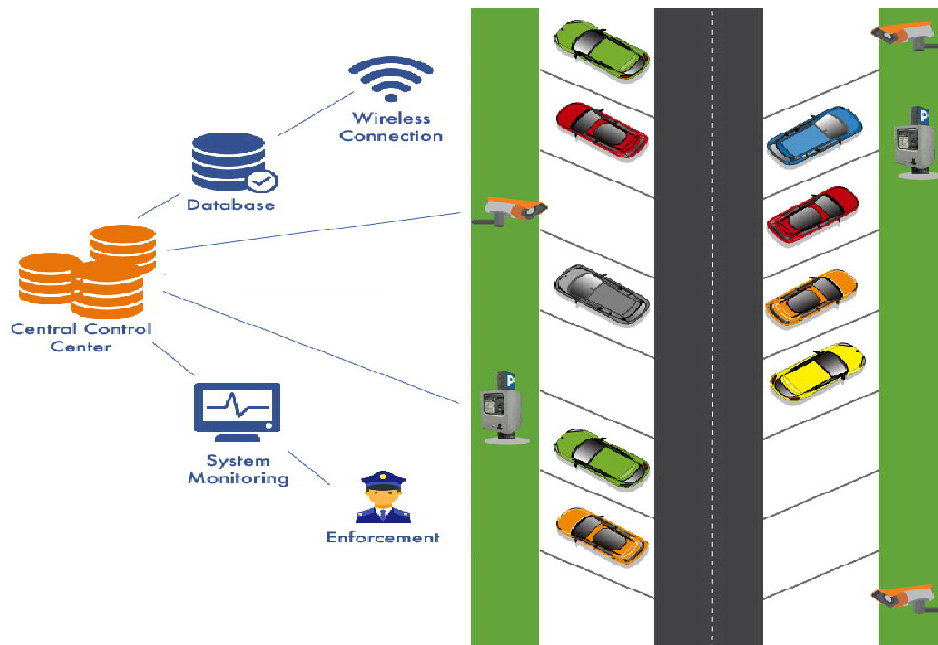 Wireless
Connection
Database
Central Control
Center
System
Monitoring
Enforcement
P
P